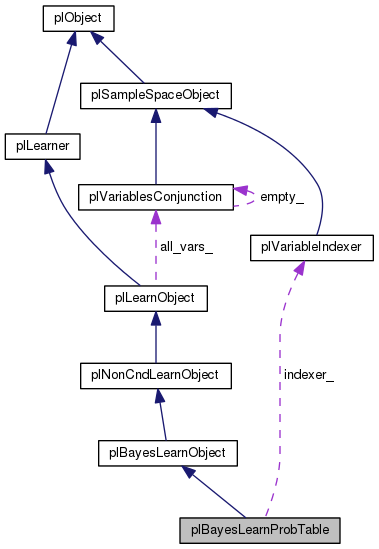 plObject
plSampleSpaceObject
plLearner
plVariablesConjunction
empty_
plVariableIndexer
all_vars_
plLearnObject
plNonCndLearnObject
indexer_
plBayesLearnObject
plBayesLearnProbTable